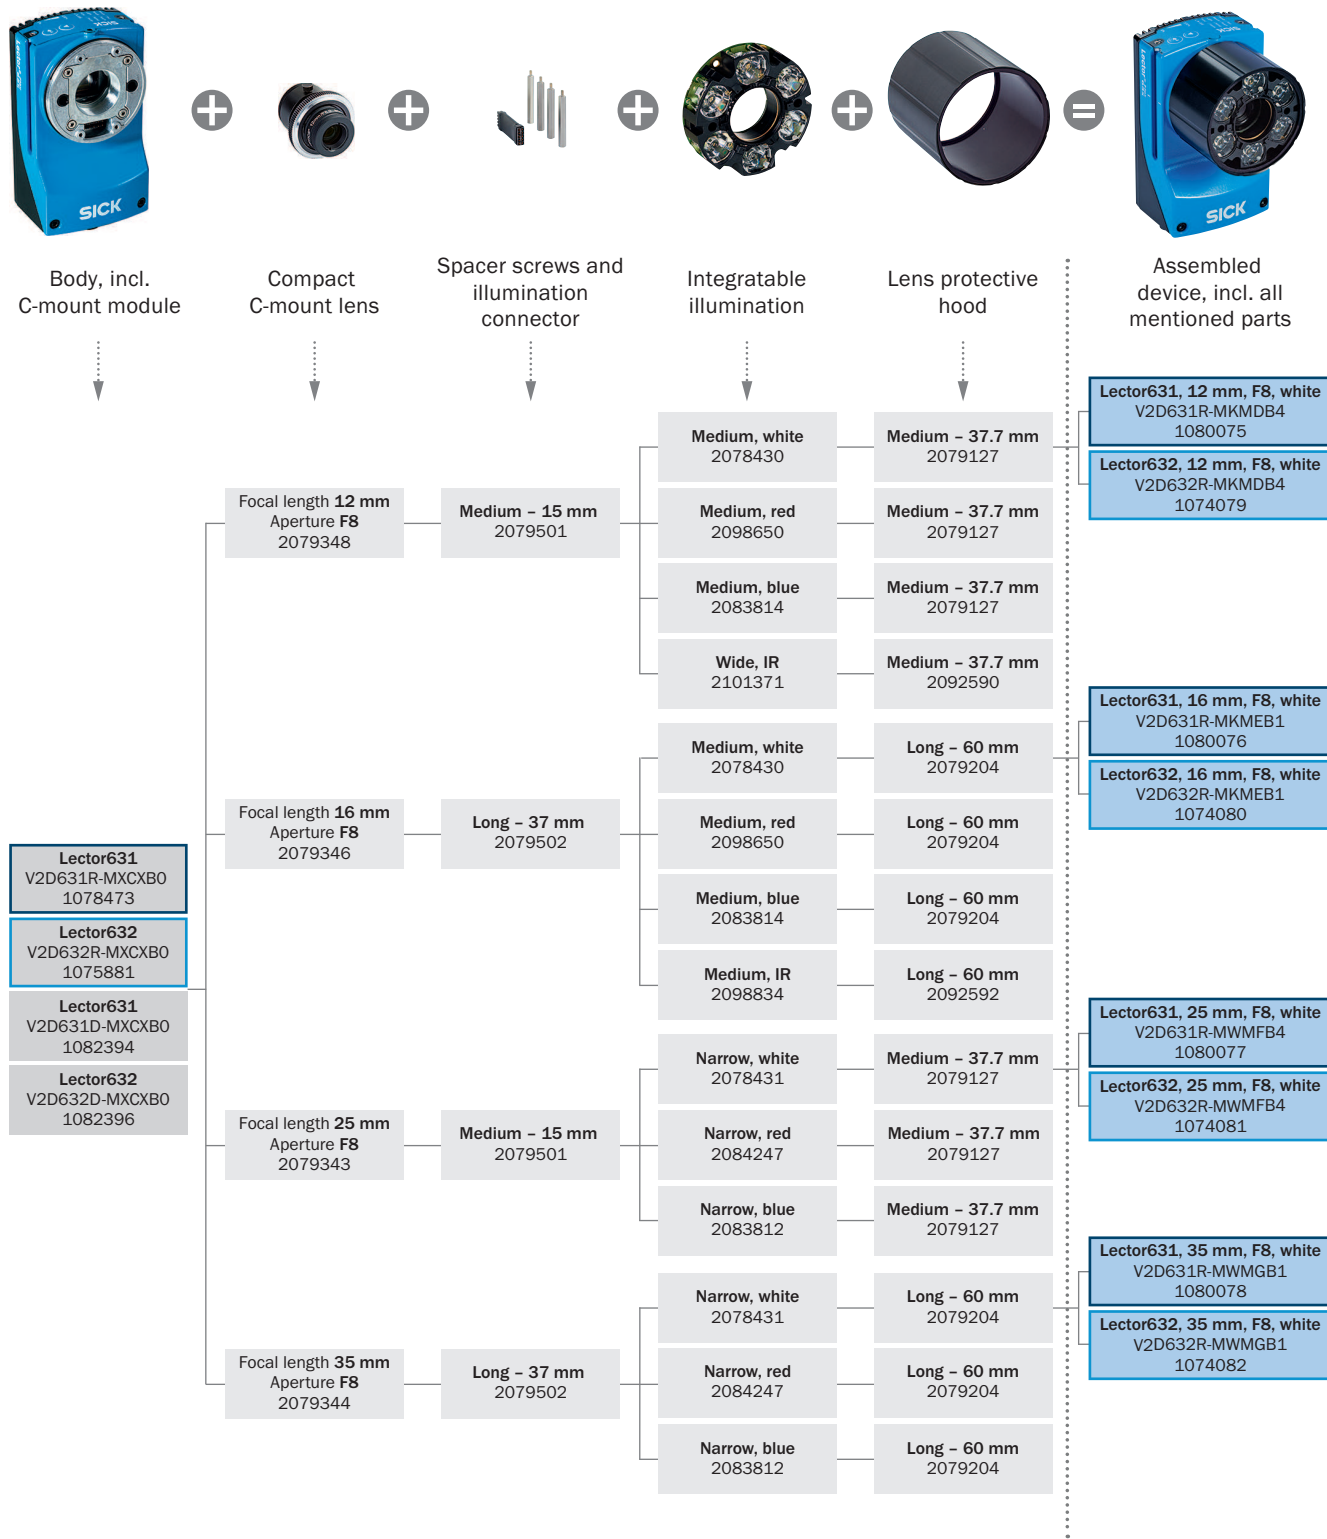 SICK
SICK
Body, incl.
C-mount module
Compact
C-mount lens
Spacer screws and
illumination
connector
Integratable
illumination
Lens protective
hood
Assembled
device, incl. all
mentioned parts
Lector631
V2D631R-MXCXB0
1078473
Lector632
V2D632R-MXCXB0
1075881
Lector631
V2D631D-MXCXB0
1082394
Lector632
V2D632D-MXCXB0
1082396
Focal length 12 mm
Aperture F8
2079348
Medium – 15 mm
2079501
Medium, white
2078430
Medium – 37.7 mm
2079127
Medium, red
2098650
Medium – 37.7 mm
2079127
Medium, blue
2083814
Medium – 37.7 mm
2079127
Wide, IR
2101371
Medium – 37.7 mm
2092590
Lector631, 12 mm, F8, white
V2D631R-MKMDB4
1080075
Lector632, 12 mm, F8, white
V2D632R-MKMDB4
1074079
Focal length 16 mm
Aperture F8
2079346
Long – 37 mm
2079502
Medium, white
2078430
Long – 60 mm
2079204
Medium, red
2098650
Long – 60 mm
2079204
Medium, blue
2083814
Long – 60 mm
2079204
Medium, IR
2098834
Long – 60 mm
2092592
Lector631, 16 mm, F8, white
V2D631R-MKMEB1
1080076
Lector632, 16 mm, F8, white
V2D632R-MKMEB1
1074080
Focal length 25 mm
Aperture F8
2079343
Medium – 15 mm
2079501
Narrow, white
2078431
Medium – 37.7 mm
2079127
Narrow, red
2084247
Medium – 37.7 mm
2079127
Narrow, blue
2083812
Medium – 37.7 mm
2079127
Lector631, 25 mm, F8, white
V2D631R-MWMFB4
1080077
Lector632, 25 mm, F8, white
V2D632R-MWMFB4
1074081
Focal length 35 mm
Aperture F8
2079344
Long – 37 mm
2079502
Narrow, white
2078431
Long – 60 mm
2079204
Narrow, red
2084247
Long – 60 mm
2079204
Narrow, blue
2083812
Long – 60 mm
2079204
Lector631, 35 mm, F8, white
V2D631R-MWMGB1
1080078
Lector632, 35 mm, F8, white
V2D632R-MWMGB1
1074082